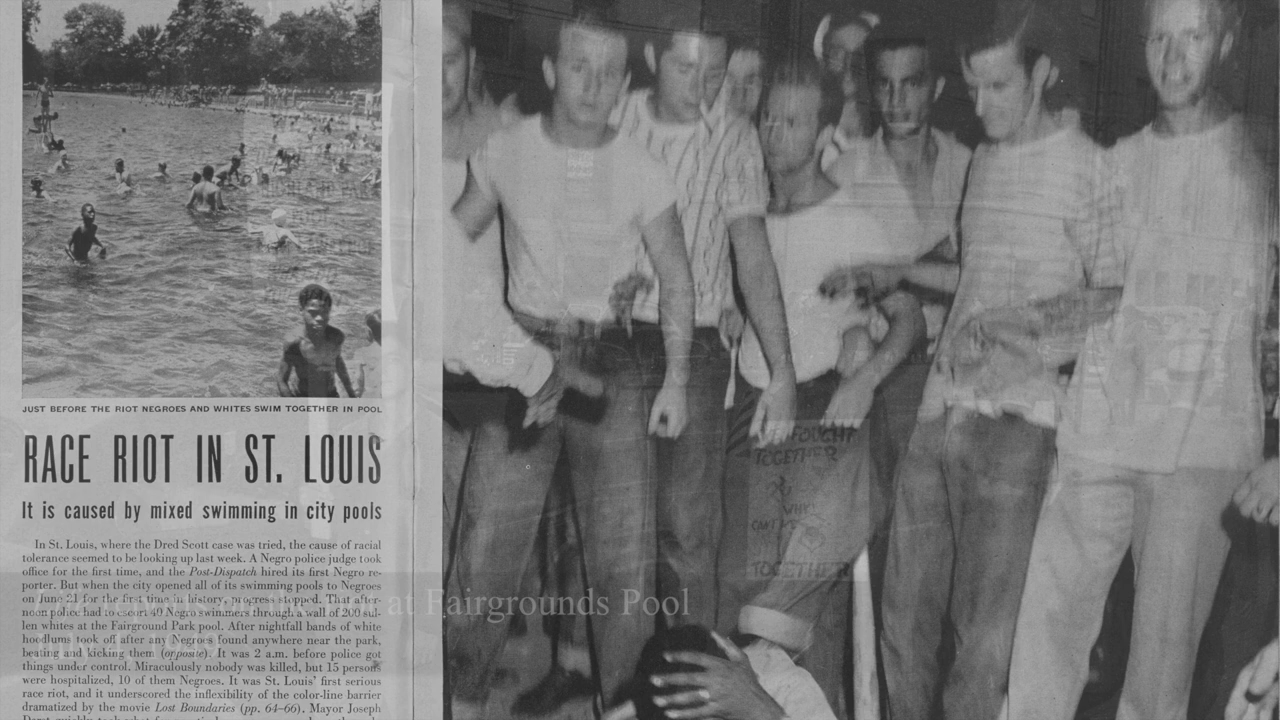 JUST BEFORE THE RIOT NEGROES AND WHITES SWIM TOGETHER IN POOL
RACE RIOT IN ST. LOUIS
It is caused by mixed swimming in city pools
In St. Louis, where the Dred Scott case was tried, the cause of racial
tolerance seemed to be looking up last week. A Negro police judge took
office for the first time, and the Post-Dispatch hired its first Negro re-
porter. But when the city opened all of its swimming pools to Negroes
on June 21 for the first time in history, progress stopped. That after-
noon police had to escort 40 Negro swimmers through a wall of 200 sul-
len whites at the Fairground Park pool. After nightfall bands of white
hoodlums took off after any Negroes found anywhere near the park,
beating and kicking them (opposite). It was 2 a.m. before police got
things under control. Miraculously nobody was killed, but 15 persons
were hospitalized, 10 of them Negroes. It was St. Louis' first serious
race riot, and it underscored the inflexibility of the color-line barrier
dramatized by the movie Lost Boundaries (pp. 64–66). Mayor Joseph
at Fairgrounds Pool
FOUGHT
TOGETHER
WHY
TOGETHER